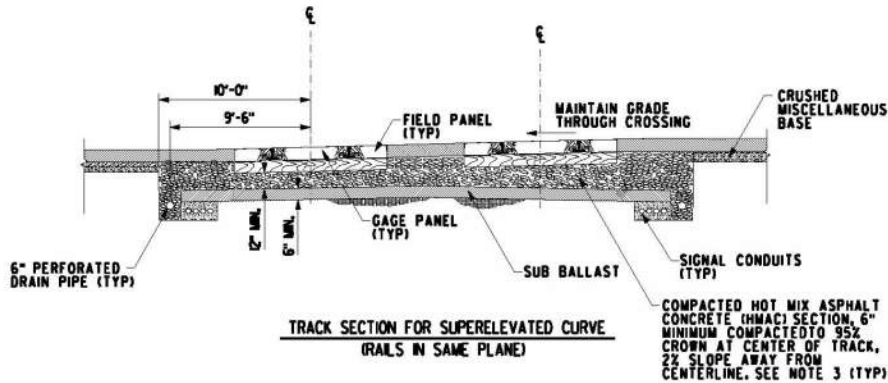 ℄
℄
10'-0"
9'-6"
FIELD PANEL
(TYP)
MAINTAIN GRADE
THROUGH CROSSING
CRUSHED
MISCELLANEOUS
BASE
12" MIN.
6" MIN.
GAGE PANEL
(TYP)
6" PERFORATED
DRAIN PIPE (TYP)
SUB BALLAST
SIGNAL CONDUITS
(TYP)
COMPACTED HOT MIX ASPHALT
CONCRETE (HMAC) SECTION, 6"
MINIMUM COMPACTEDTO 95%
CROWN AT CENTER OF TRACK,
2% SLOPE AWAY FROM
CENTERLINE. SEE NOTE 3 (TYP)
TRACK SECTION FOR SUPERELEVATED CURVE
(RAILS IN SAME PLANE)